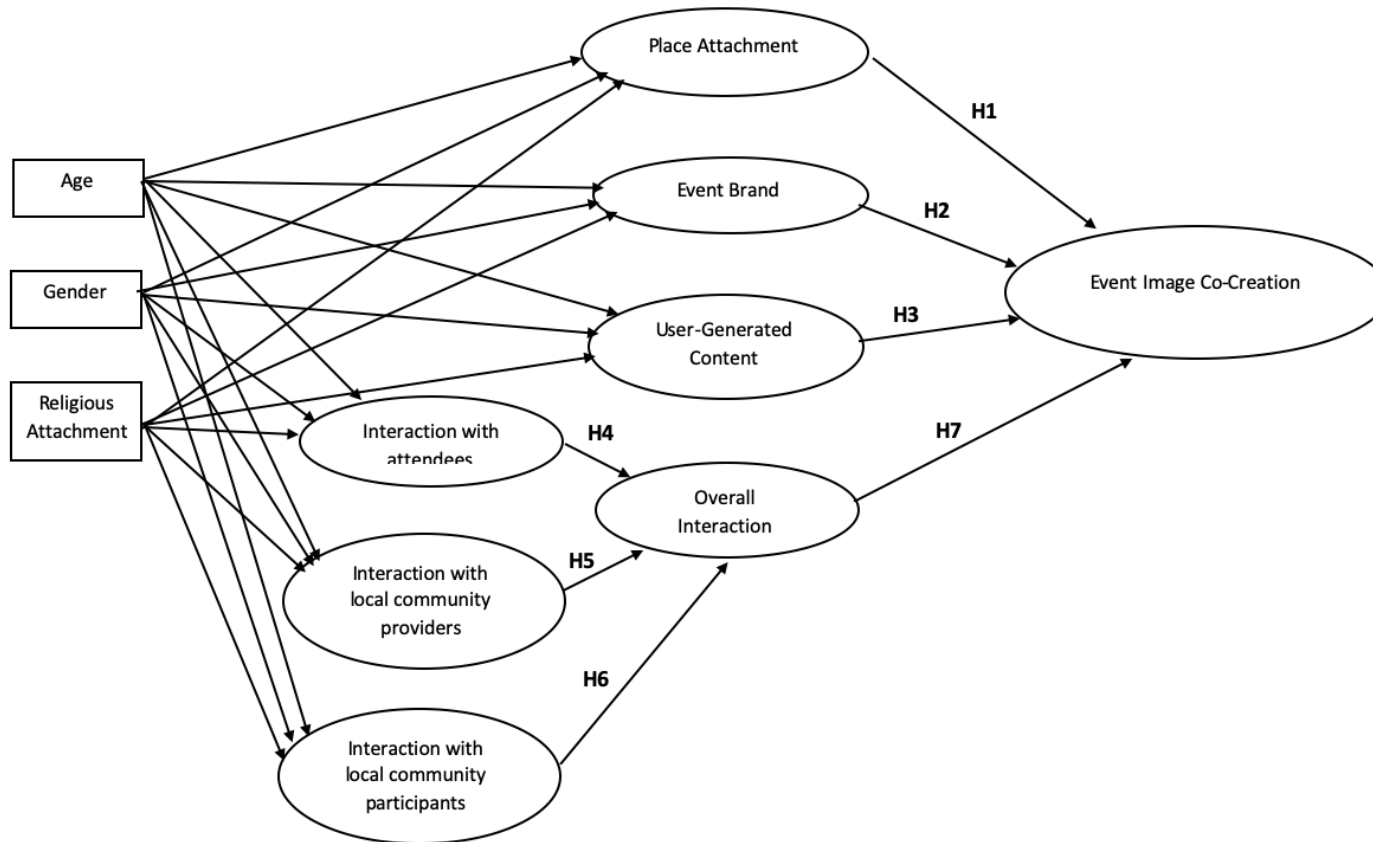 Place Attachment
H1
Age
Event Brand
H2
Gender
Event Image Co-Creation
User-Generated
Content
H3
Religious
Attachment
Interaction with
attendees
H4
H7
Overall
Interaction
H5
Interaction with
local community
providers
H6
Interaction with
local community
participants